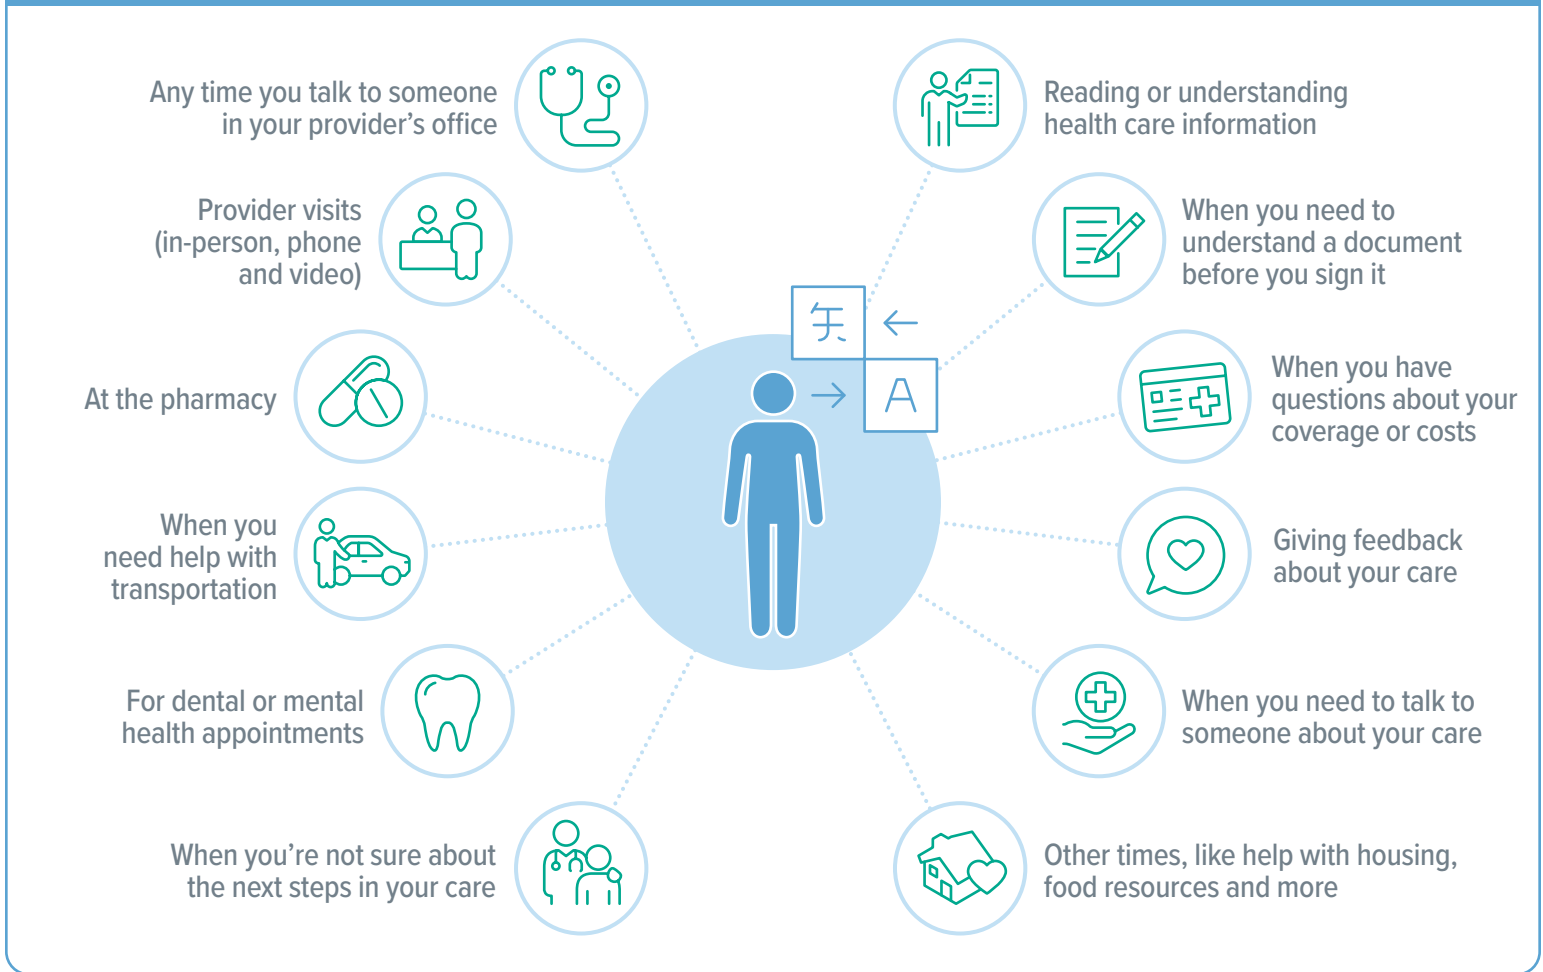 Any time you talk to someone
in your provider's office
Provider visits
(in-person, phone
and video)
At the pharmacy
When you
need help with
transportation
For dental or mental
health appointments
When you're not sure about
the next steps in your care
Reading or understanding
health care information
When you need to
understand a document
before you sign it
When you have
questions about your
coverage or costs
Giving feedback
about your care
When you need to talk to
someone about your care
Other times, like help with housing,
food resources and more
A